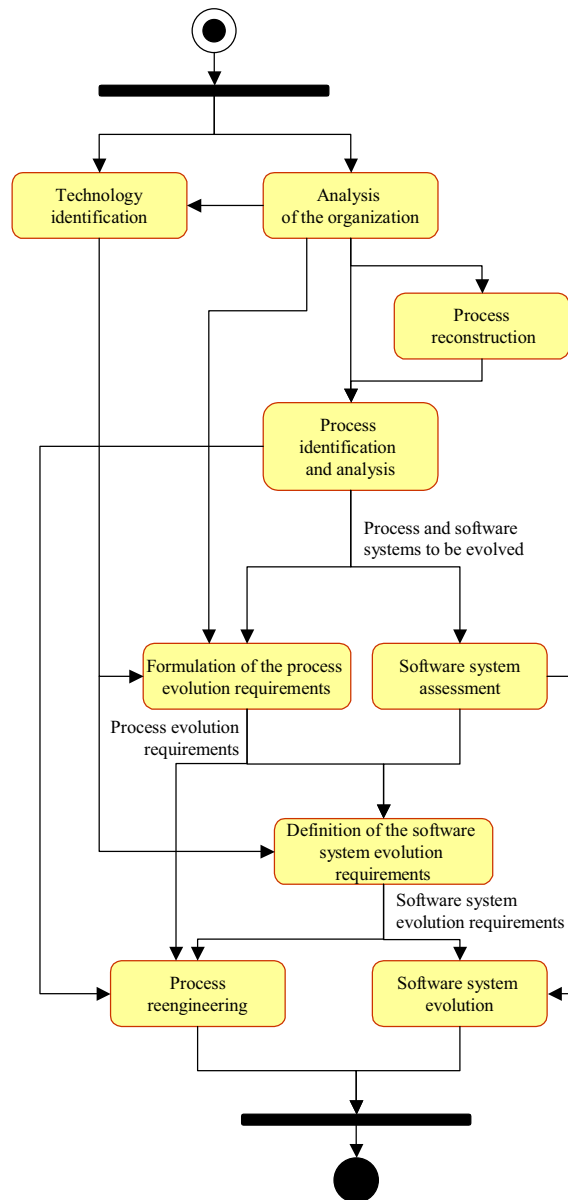 Technology
identification
Analysis
of the organization
Process
reconstruction
Process
identification
and analysis
Process and software
systems to be evolved
Formulation of the process
evolution requirements
Software system
assessment
Process evolution
requirements
Definition of the software
system evolution
requirements
Software system
evolution requirements
Process
reengineering
Software system
evolution